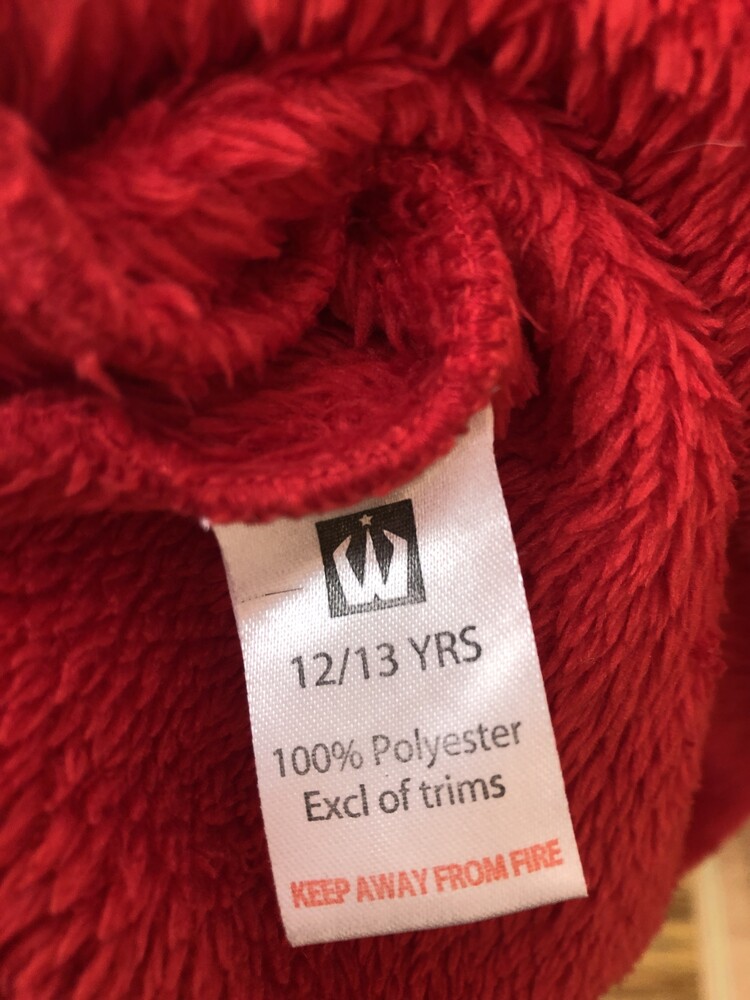 W
12/13 YRS
100% Polyester
Excl of trims
KEEP AWAY FROM FIRE